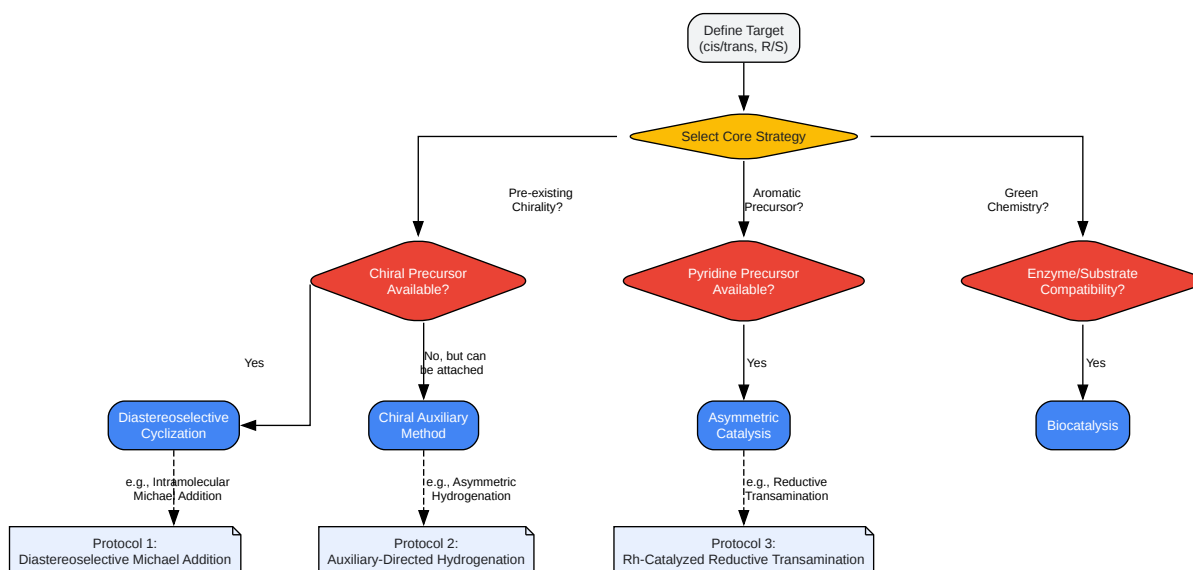 Define Target
(cis/trans, R/S)
Select Core Strategy
Pre-existing
Chirality?
Aromatic
Precursor?
Green
Chemistry?
Chiral Precursor
Available?
Pyridine Precursor
Available?
Enzyme/Substrate
Compatibility?
Yes
No, but can
be attached
Yes
Yes
Diastereoselective
Cyclization
Chiral Auxiliary
Method
Asymmetric
Catalysis
Biocatalysis
e.g., Intramolecular
Michael Addition
e.g., Asymmetric
Hydrogenation
e.g., Reductive
Transamination
Protocol 1:
Diastereoselective Michael Addition
Protocol 2:
Auxiliary-Directed Hydrogenation
Protocol 3:
Rh-Catalyzed Reductive Transamination